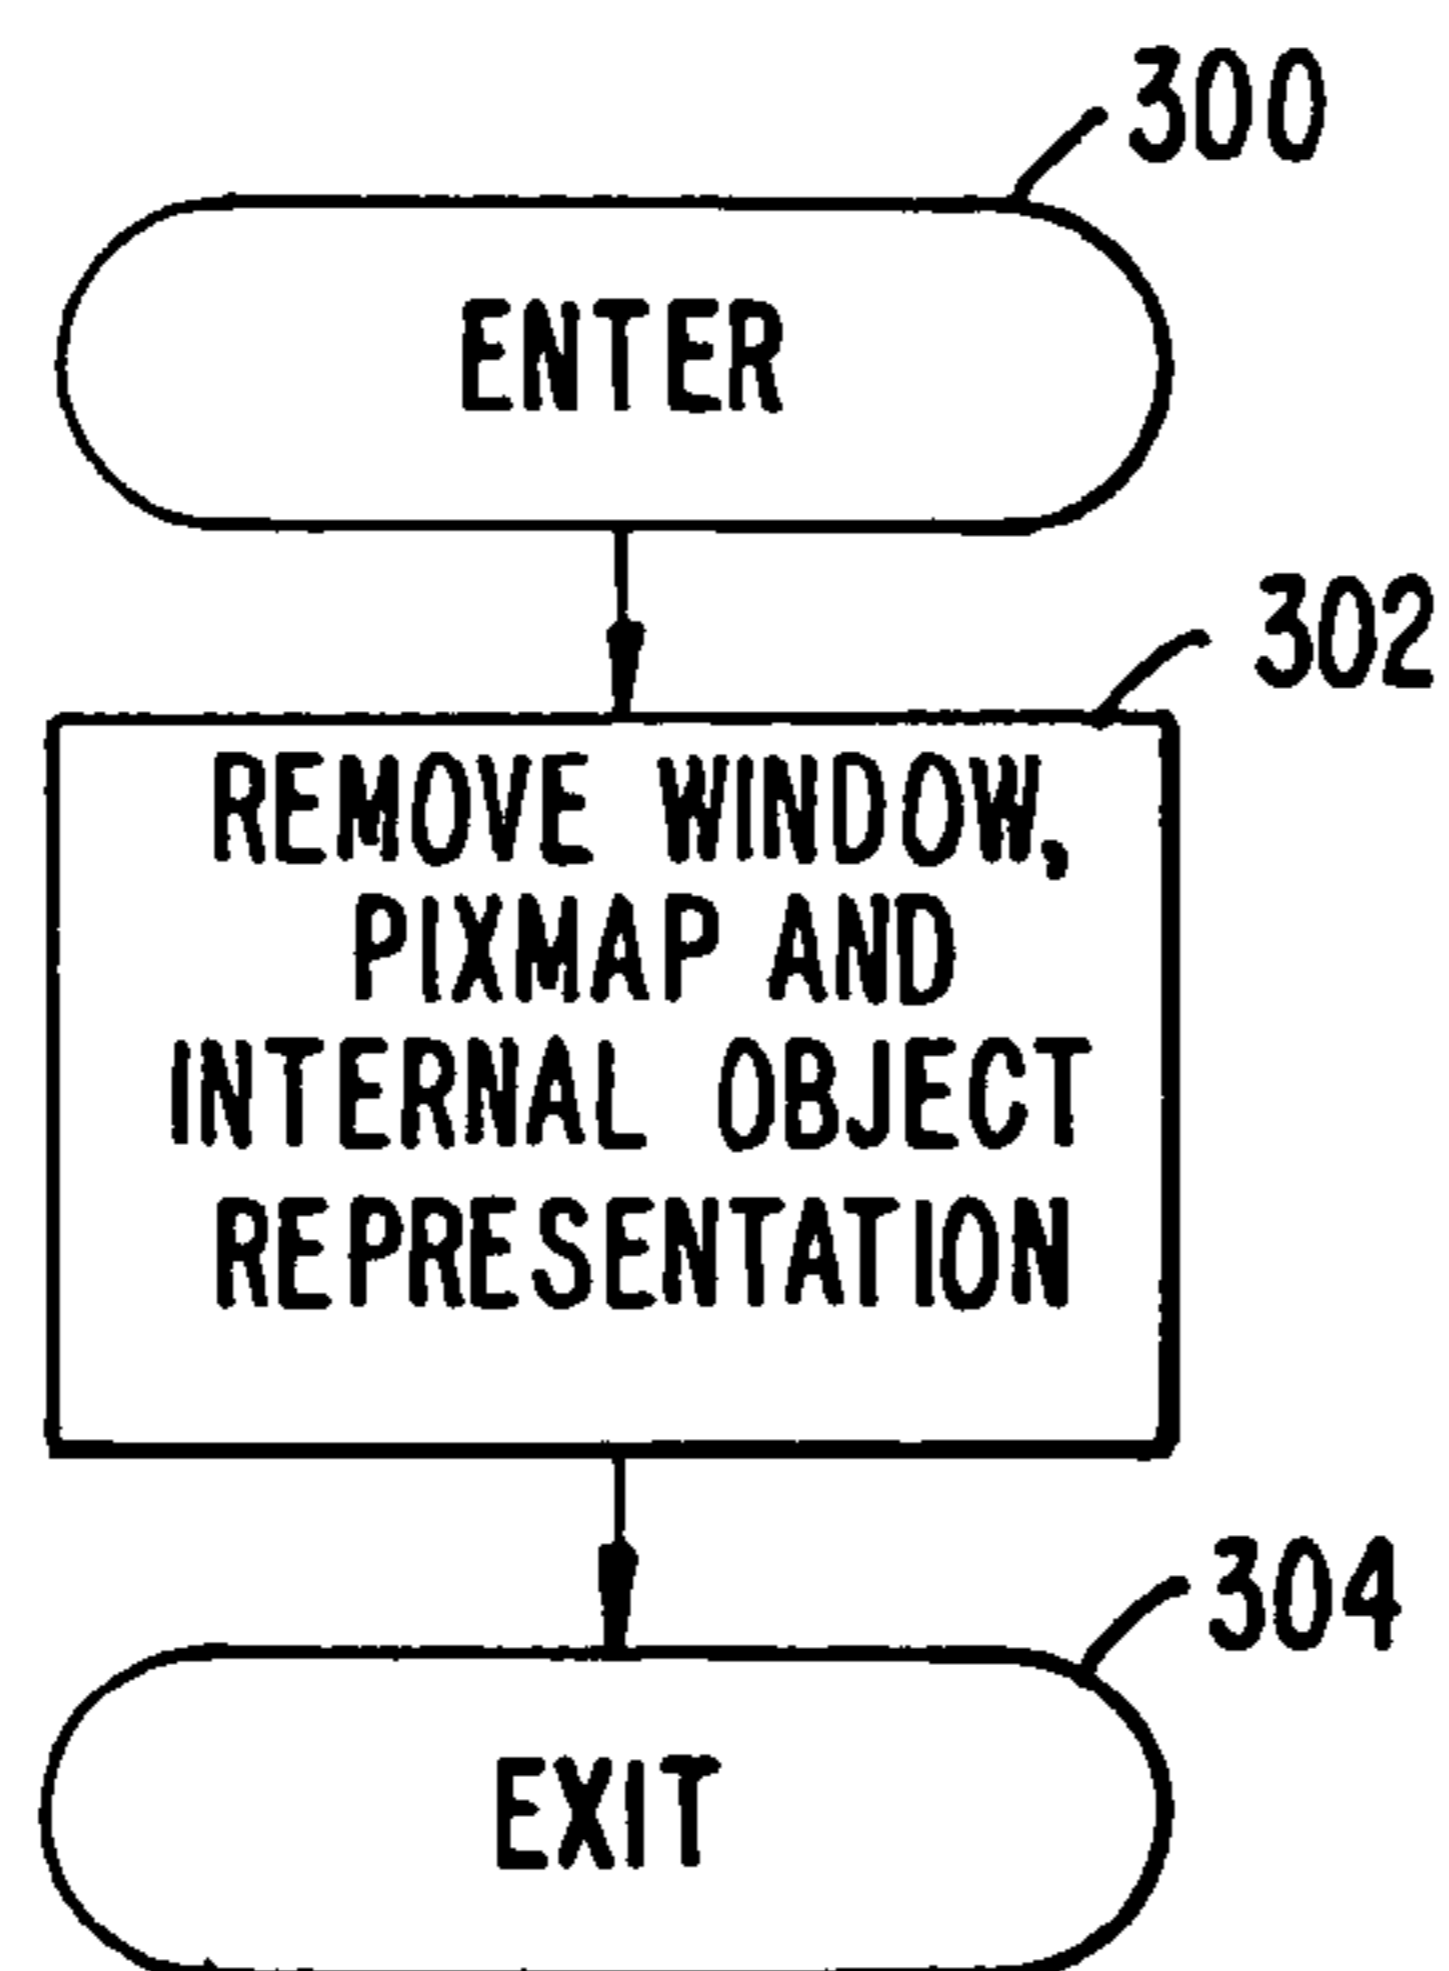 300
ENTER
302
REMOVE WINDOW,
PIXMAP AND
INTERNAL OBJECT
REPRESENTATION
304
EXIT